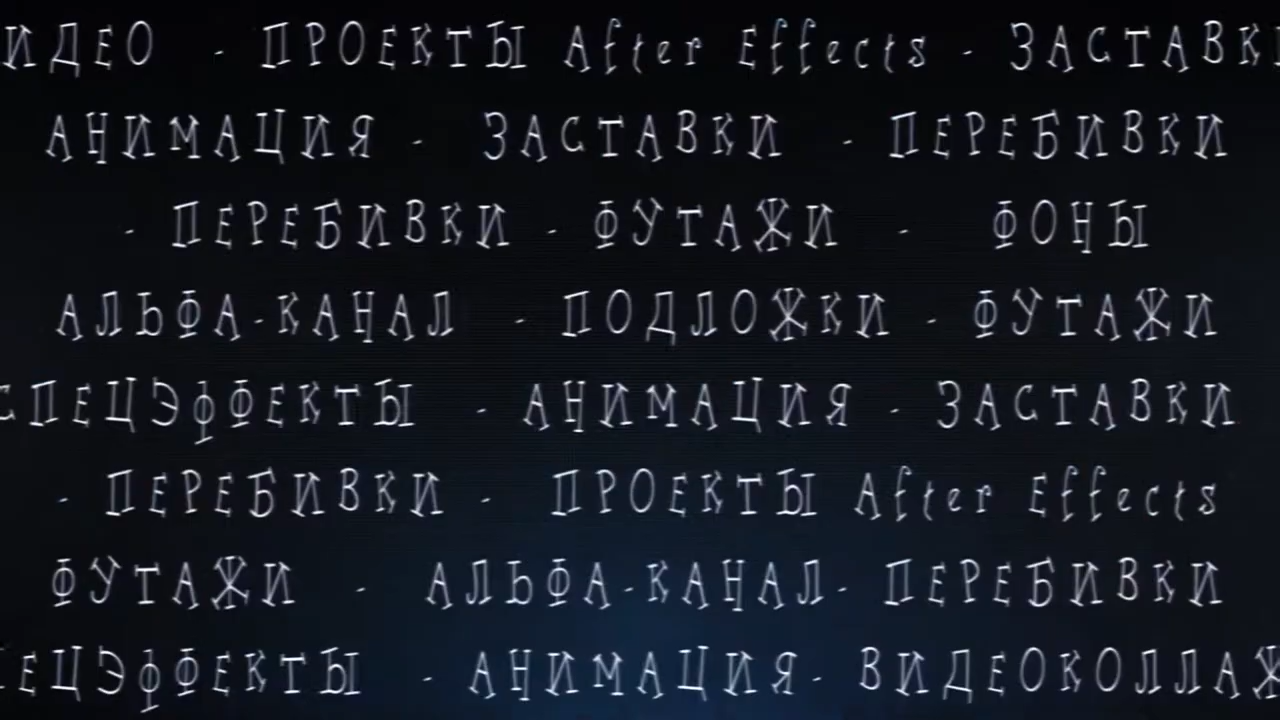 ИДЕО - ПРОЕКТЫ After Effects - ЗАСТАВК
АНИМАЦИЯ - ЗАСТАВКИ - ПЕРЕБИВКИ
- ПЕРЕБИВКИ - ФУТАЖИ - ФОНЫ
АЛЬФА-КАНАЛ - ПОДЛОЖКИ - ФУТАЖИ
СПЕЦЭФФЕКТЫ - АНИМАЦИЯ - ЗАСТАВКИ
- ПЕРЕБИВКИ - ПРОЕКТЫ After Effects
ФУТАЖИ - АЛЬФА-КАНАЛ- ПЕРЕБИВКИ
ЕЦЭФФЕКТЫ - АНИМАЦИЯ- ВИДЕОКОЛЛАЖ